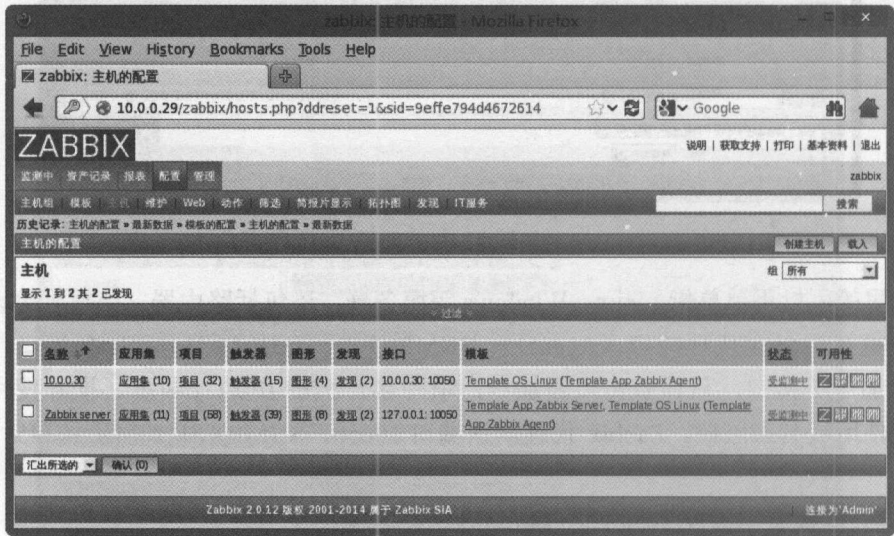 zabbix: 主机的配置 - Mozilla Firefox
File Edit View History Bookmarks Tools Help
zabbix: 主机的配置
10.0.0.29/zabbix/hosts.php?ddreset=1&sid=9effe794d4672614
Google
ZABBIX
说明 | 获取支持 | 打印 | 基本资料 | 退出
监测中 资产记录 报表 配置 管理
zabbix
主机组 | 模板 | 主机 | 维护 | Web | 动作 | 筛选 | 简报片显示 | 拓扑图 | 发现 | IT服务
搜索
历史记录: 主机的配置 » 最新数据 » 模板的配置 » 主机的配置 » 最新数据
主机的配置
创建主机 载入
主机
组 所有
显示 1 到 2 其 2 已发现
过滤
名称 应用集 项目 触发器 图形 发现 接口 模板 状态 可用性
10.0.0.30 应用集 (10) 项目 (32) 触发器 (15) 图形 (4) 发现 (2) 10.0.0.30: 10050 Template OS Linux (Template App Zabbix Agent) 受监测中
Zabbix server 应用集 (11) 项目 (58) 触发器 (39) 图形 (8) 发现 (2) 127.0.0.1: 10050 Template App Zabbix Server, Template OS Linux (Template
App Zabbix Agent) 受监测中
汇出所选的 确认 (0)
Zabbix 2.0.12 版权 2001-2014 属于 Zabbix SIA
连接为'Admin'